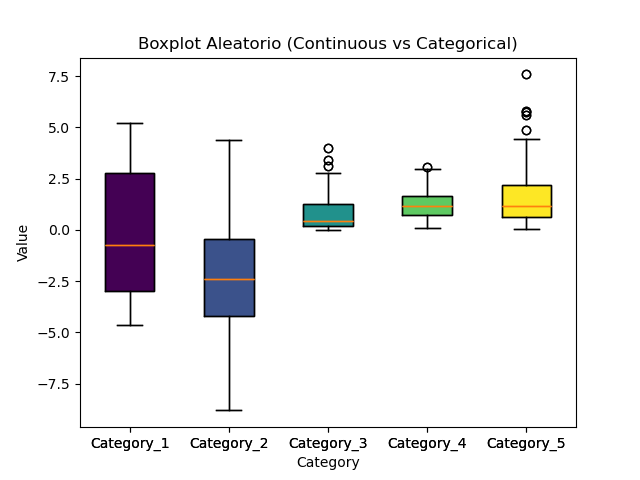 Boxplot Aleatorio (Continuous vs Categorical)
7.5
5.0
2.5
0.0
−2.5
−5.0
−7.5
Value
Category_1 Category_2 Category_3 Category_4 Category_5
Category